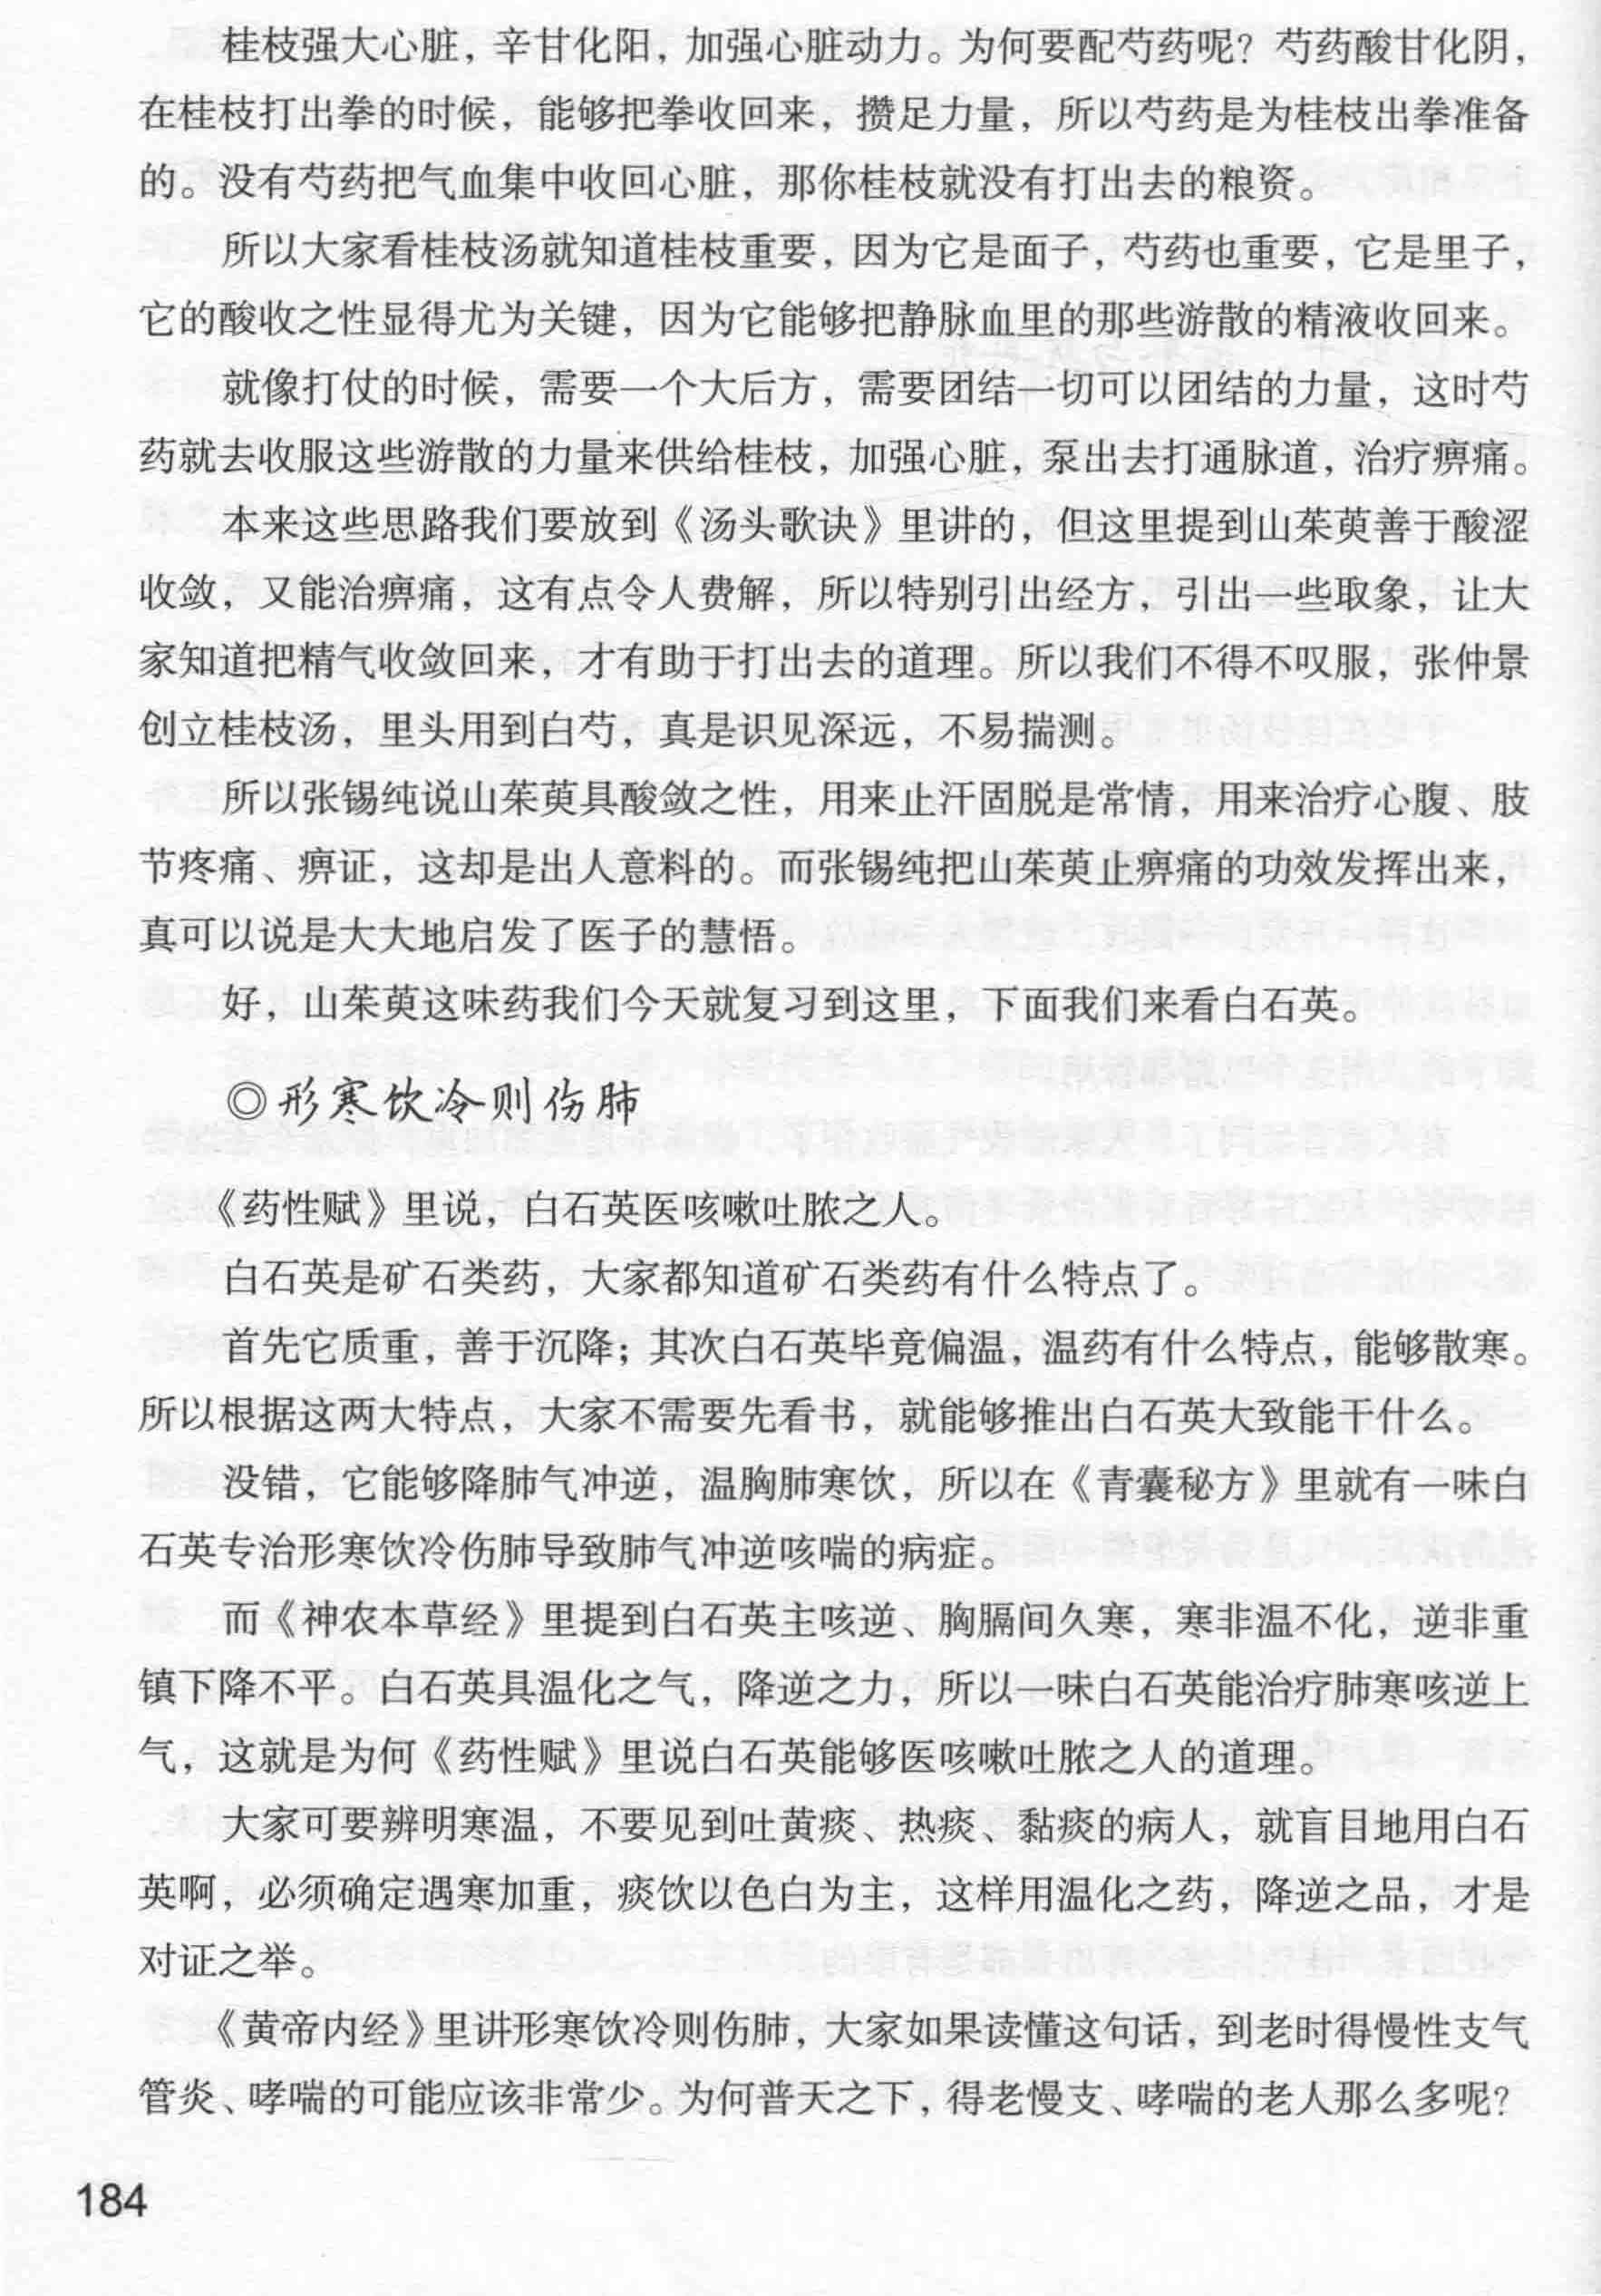 桂枝强大心脏，辛甘化阳，加强心脏动力。为何要配芍药呢？芍药酸甘化阴，
在桂枝打出拳的时候，能够把拳收回来，攒足力量，所以芍药是为桂枝出拳准备
的。没有芍药把气血集中收回心脏，那你桂枝就没有打出去的粮资。
所以大家看桂枝汤就知道桂枝重要，因为它是面子，芍药也重要，它是里子，
它的酸收之性显得尤为关键，因为它能够把静脉血里的那些游散的精液收回来。
就像打仗的时候，需要一个大后方，需要团结一切可以团结的力量，这时芍
药就去收服这些游散的力量来供给桂枝，加强心脏，泵出去打通脉道，治疗痹痛。
本来这些思路我们要放到《汤头歌诀》里讲的，但这里提到山茱萸善于酸涩
收敛，又能治痹痛，这有点令人费解，所以特别引出经方，引出一些取象，让大
家知道把精气收敛回来，才有助于打出去的道理。所以我们不得不叹服，张仲景
创立桂枝汤，里头用到白芍，真是识见深远，不易揣测。
所以张锡纯说山茱萸具酸敛之性，用来止汗固脱是常情，用来治疗心腹、肢
节疼痛、痹证，这却是出人意料的。而张锡纯把山茱萸止痹痛的功效发挥出来，
真可以说是大大地启发了医子的慧悟。
好，山茱萸这味药我们今天就复习到这里，下面我们来看白石英。
◎形寒饮冷则伤肺
《药性赋》里说，白石英医咳嗽吐脓之人。
白石英是矿石类药，大家都知道矿石类药有什么特点了。
首先它质重，善于沉降；其次白石英毕竟偏温，温药有什么特点，能够散寒。
所以根据这两大特点，大家不需要先看书，就能够推出白石英大致能干什么。
没错，它能够降肺气冲逆，温胸肺寒饮，所以在《青囊秘方》里就有一味白
石英专治形寒饮冷伤肺导致肺气冲逆咳喘的病症。
而《神农本草经》里提到白石英主咳逆、胸膈间久寒，寒非温不化，逆非重
镇下降不平。白石英具温化之气，降逆之力，所以一味白石英能治疗肺寒咳逆上
气，这就是为何《药性赋》里说白石英能够医咳嗽吐脓之人的道理。
大家可要辨明寒温，不要见到吐黄痰、热痰、黏痰的病人，就盲目地用白石
英啊，必须确定遇寒加重，痰饮以色白为主，这样用温化之药，降逆之品，才是
对证之举。
《黄帝内经》里讲形寒饮冷则伤肺，大家如果读懂这句话，到老时得慢性支气
管炎、哮喘的可能应该非常少。为何普天之下，得老慢支、哮喘的老人那么多呢？
184